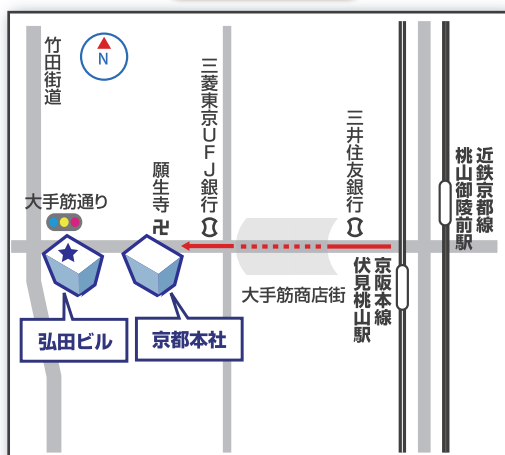 竹田街道
N
三菱東京UFJ銀行
三井住友銀行
近鉄京都線
桃山御陵前駅
願生寺
卍
大手筋通り
大手筋商店街
京阪本線
伏見桃山駅
弘田ビル
京都本社